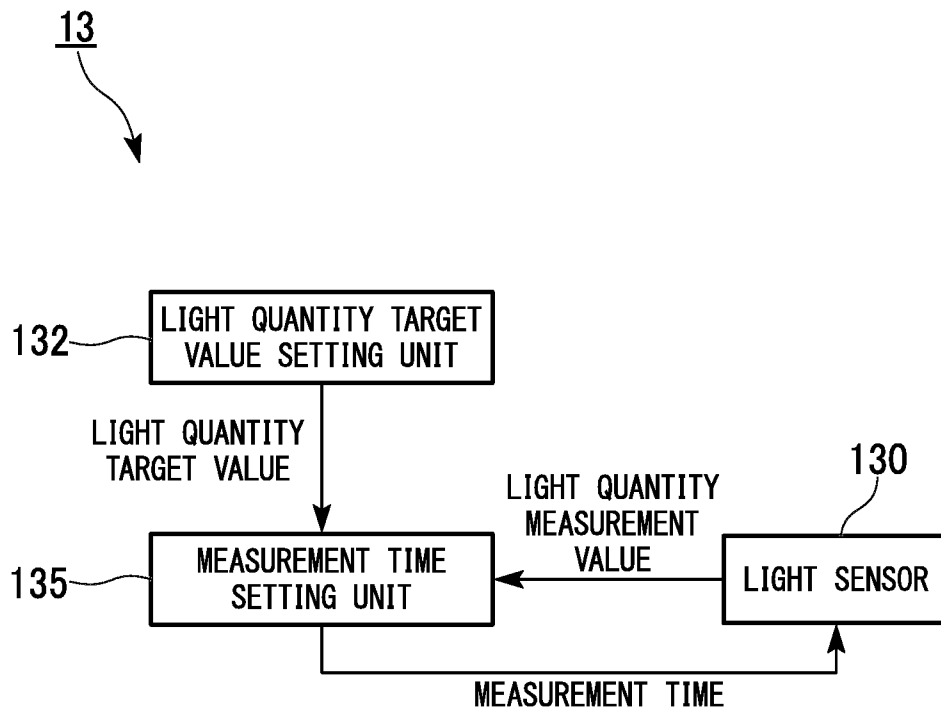 13
132
LIGHT QUANTITY TARGET
VALUE SETTING UNIT
LIGHT QUANTITY
TARGET VALUE
130
LIGHT QUANTITY
MEASUREMENT
VALUE
135
MEASUREMENT TIME
SETTING UNIT
LIGHT SENSOR
MEASUREMENT TIME